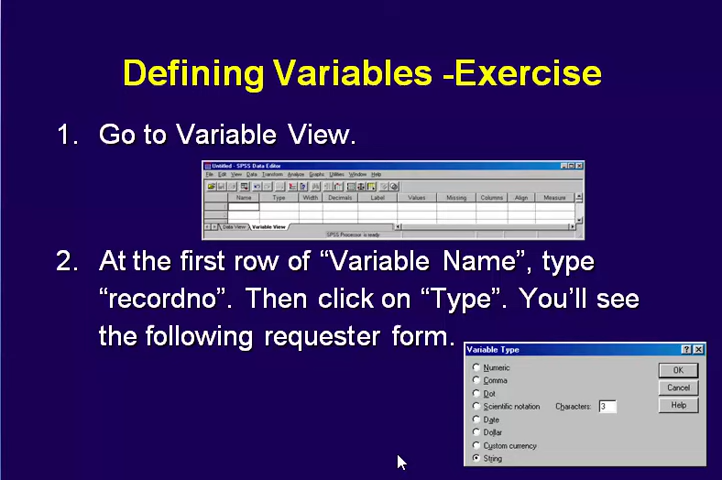 Defining Variables -Exercise
1. Go to Variable View.
Untitled - SPSS Data Editor
File Edit View Data Transform Analyze Graphs Utilities Window Help
Name Type Width Decimals Label Values Missing Columns Align Measure
Data View Variable View
SPSS Processor is ready
2. At the first row of “Variable Name”, type
“recordno”. Then click on “Type”. You’ll see
the following requester form.
Variable Type
Numeric OK
Comma Cancel
Dot
Scientific notation Characters: 3 Help
Date
Dollar
Custom currency
String